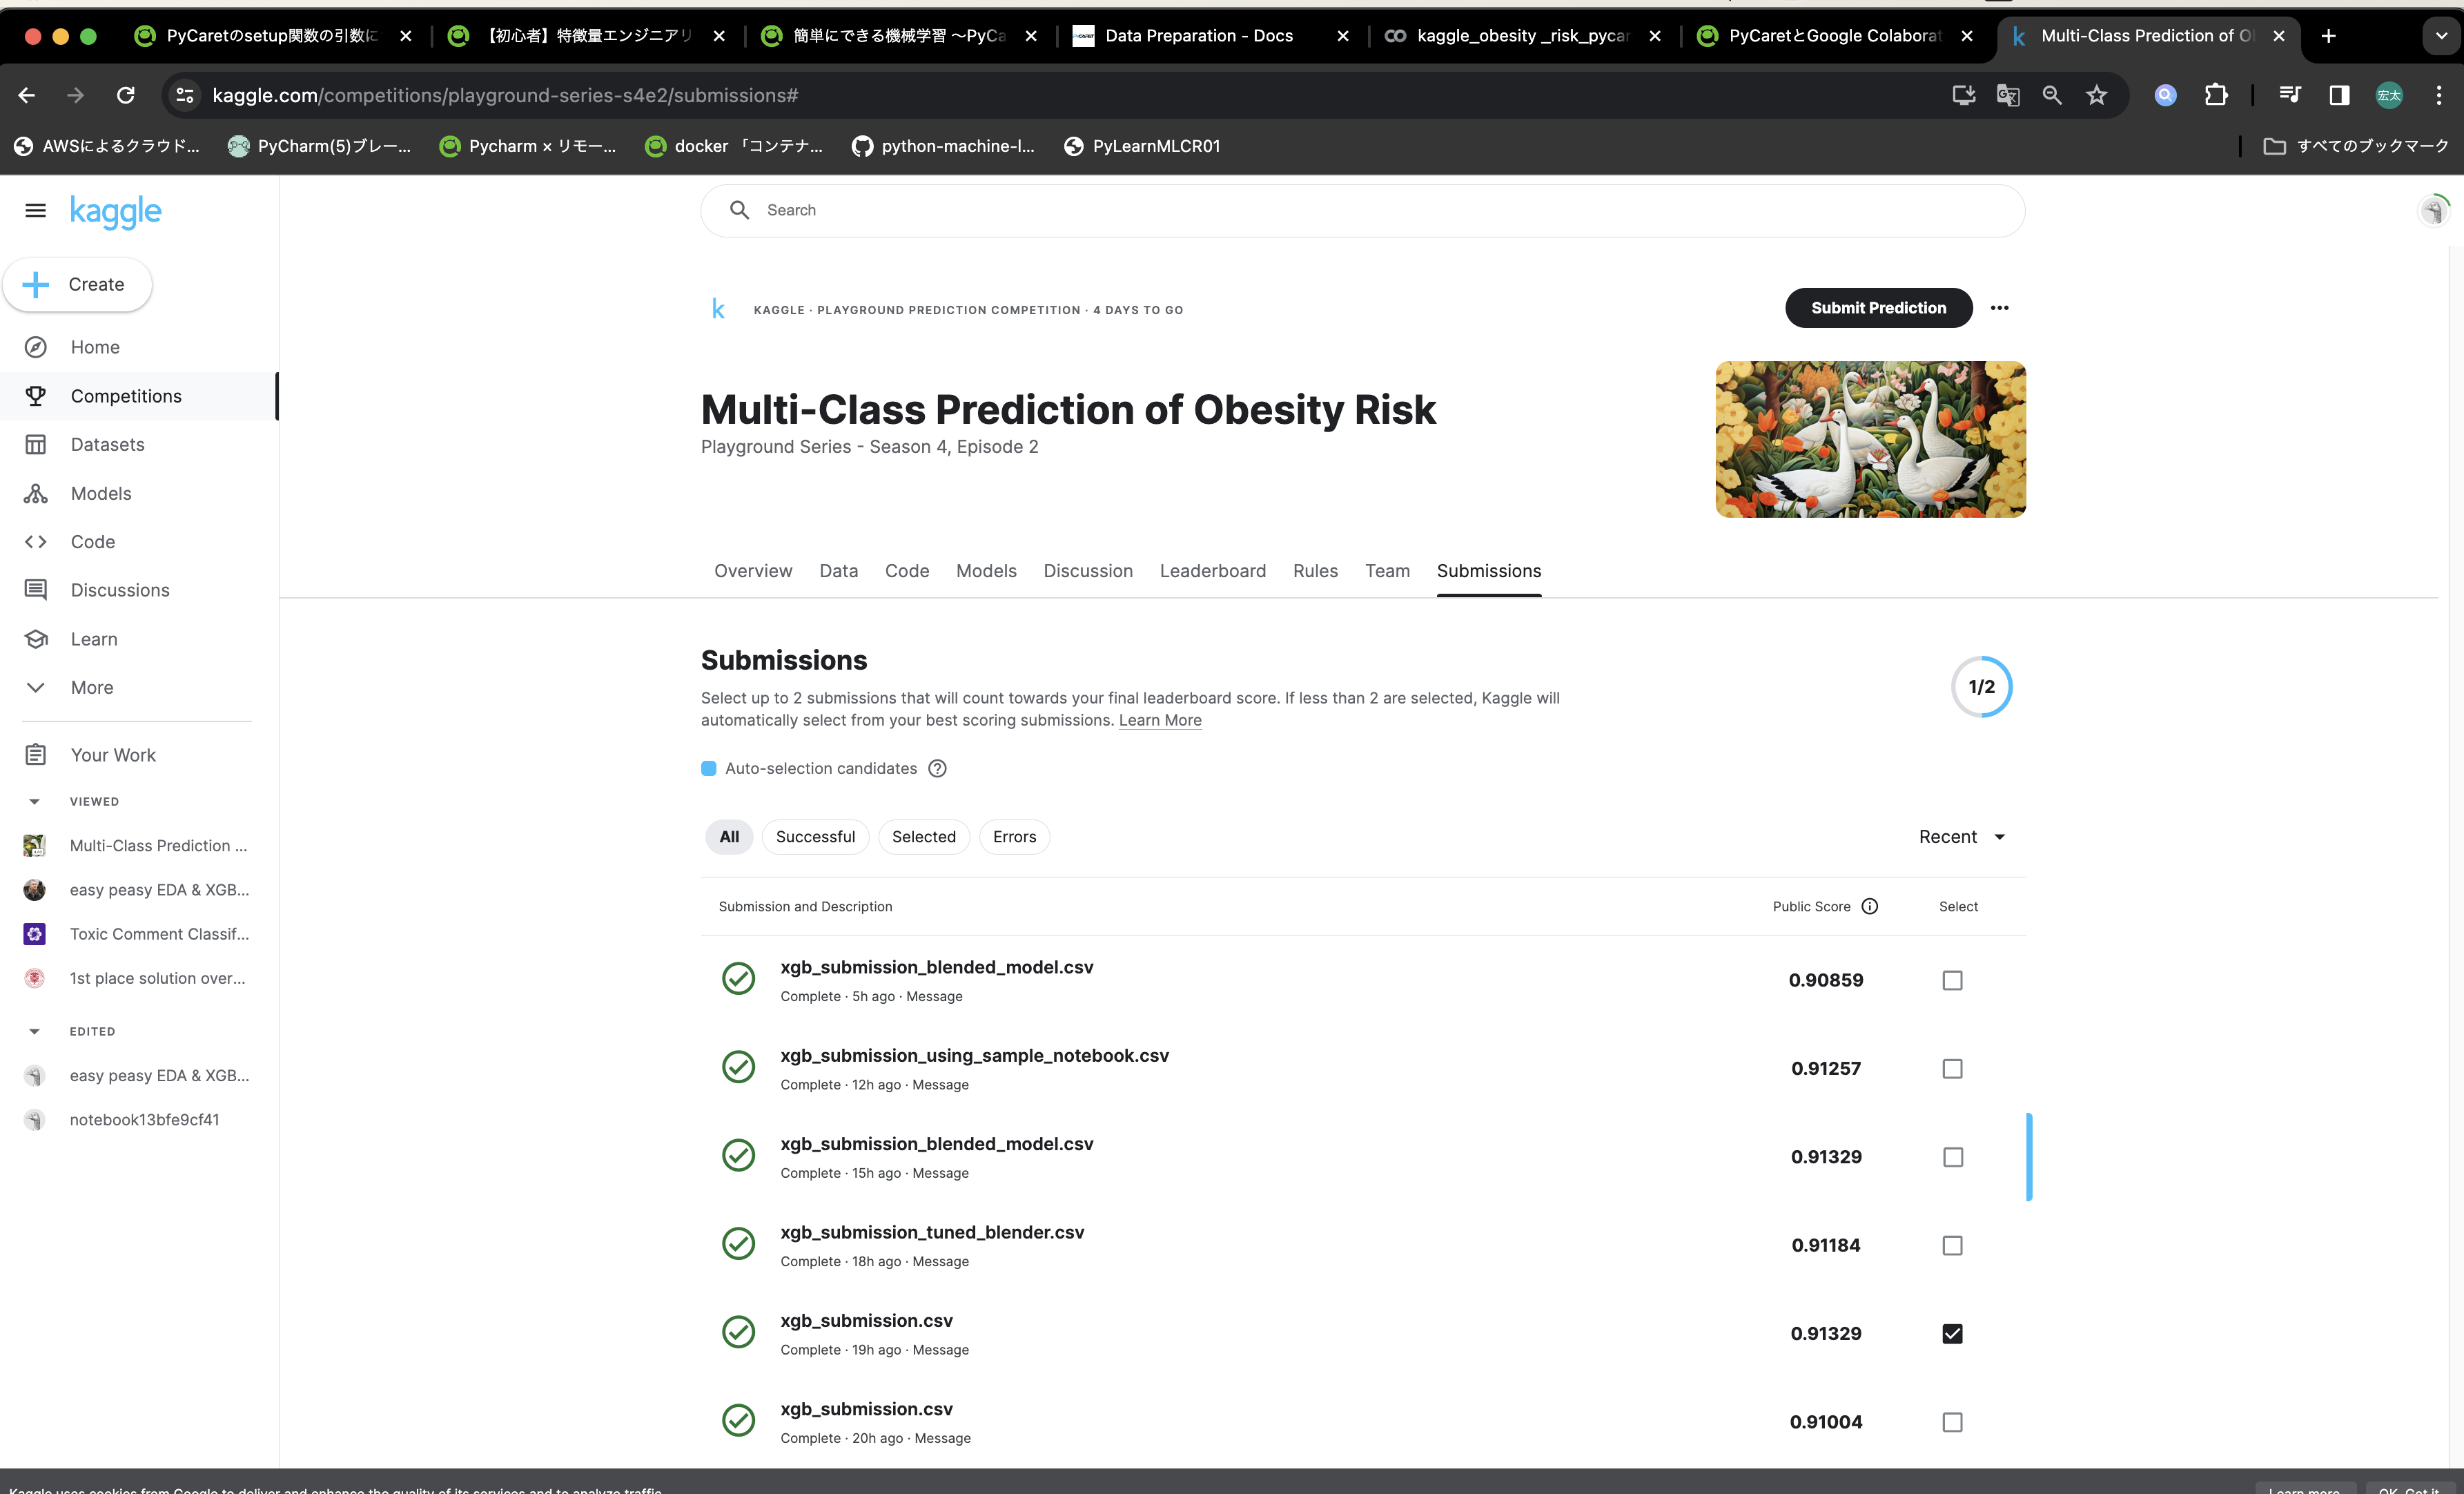 PyCaretのsetup関数の引数に
【初心者】特徴量エンジニアリ
簡単にできる機械学習 〜PyCa
Data Preparation - Docs
kaggle_obesity _risk_pycar
PyCaretとGoogle Colaborat
Multi-Class Prediction of Ob
kaggle.com/competitions/playground-series-s4e2/submissions#
宏太
AWSによるクラウド...
PyCharm(5)ブレー...
Pycharm × リモー...
docker 「コンテナ...
python-machine-l...
PyLearnMLCR01
すべてのブックマーク
kaggle
Search
Create
Home
Competitions
Datasets
Models
Code
Discussions
Learn
More
Your Work
VIEWED
Multi-Class Prediction ...
easy peasy EDA & XGB...
Toxic Comment Classif...
1st place solution over...
EDITED
easy peasy EDA & XGB...
notebook13bfe9cf41
KAGGLE · PLAYGROUND PREDICTION COMPETITION · 4 DAYS TO GO
Submit Prediction
Multi-Class Prediction of Obesity Risk
Playground Series - Season 4, Episode 2
Overview Data Code Models Discussion Leaderboard Rules Team Submissions
Submissions
Select up to 2 submissions that will count towards your final leaderboard score. If less than 2 are selected, Kaggle will
automatically select from your best scoring submissions. Learn More
1/2
Auto-selection candidates
All Successful Selected Errors
Recent
Submission and Description Public Score Select
xgb_submission_blended_model.csv
Complete · 5h ago · Message
0.90859
xgb_submission_using_sample_notebook.csv
Complete · 12h ago · Message
0.91257
xgb_submission_blended_model.csv
Complete · 15h ago · Message
0.91329
xgb_submission_tuned_blender.csv
Complete · 18h ago · Message
0.91184
xgb_submission.csv
Complete · 19h ago · Message
0.91329
xgb_submission.csv
Complete · 20h ago · Message
0.91004
Kaggle uses cookies from Google to deliver and enhance the quality of its services and to analyze traffic.
Learn more
OK, Got it.